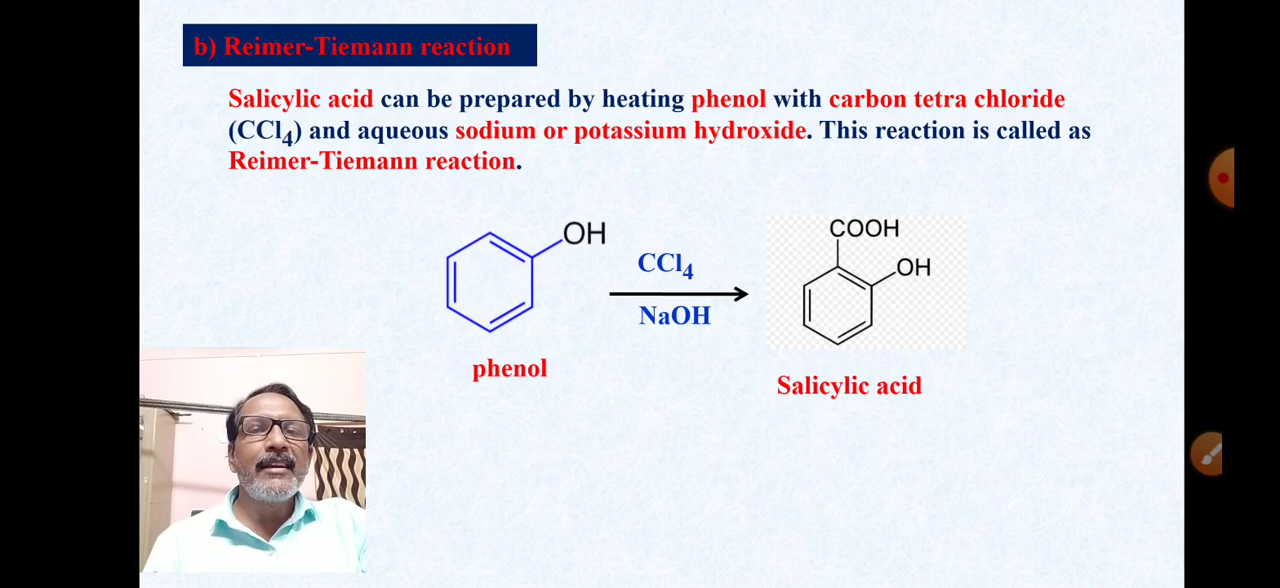 b) Reimer-Tiemann reaction
Salicylic acid can be prepared by heating phenol with carbon tetra chloride
(CCl₄) and aqueous sodium or potassium hydroxide. This reaction is called as
Reimer-Tiemann reaction.
OH
CCl₄
NaOH
phenol
COOH
OH
Salicylic acid